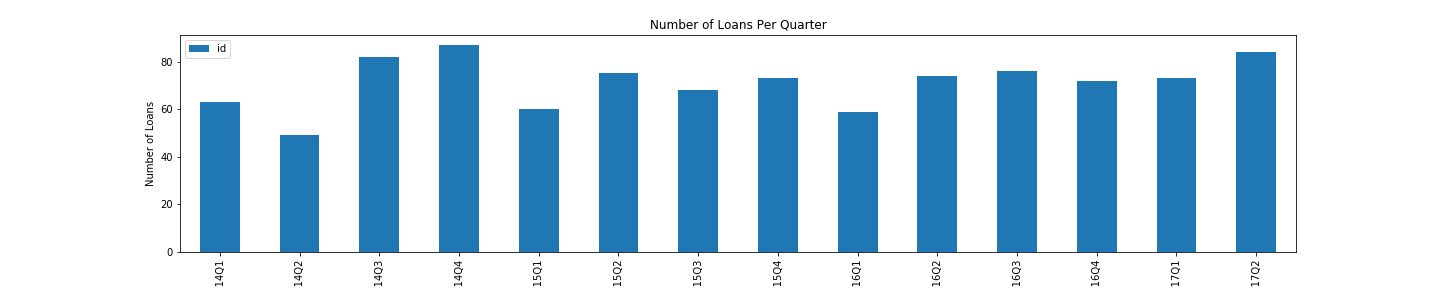 Number of Loans Per Quarter
id
Number of Loans
80
60
40
20
0
14Q1
14Q2
14Q3
14Q4
15Q1
15Q2
15Q3
15Q4
16Q1
16Q2
16Q3
16Q4
17Q1
17Q2